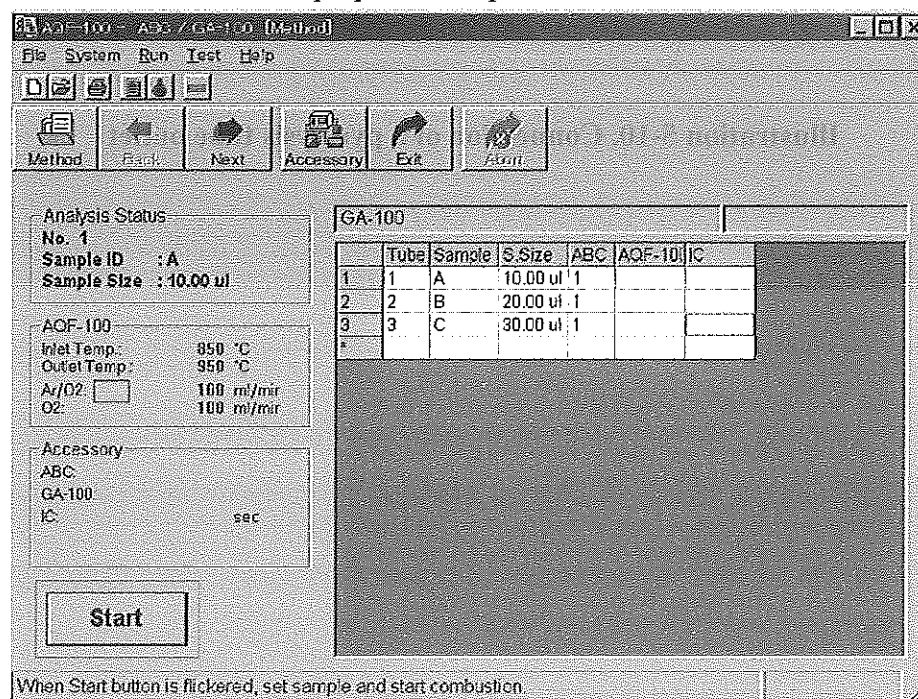 AQF-100 - ABC / GA-100 [Method]
File System Run Test Help
Method Back Next Accessory Exit Abort
Analysis Status
No. 1
Sample ID : A
Sample Size : 10.00 ul
AQF-100
Inlet Temp.: 850 °C
Outlet Temp.: 950 °C
Ar/O2 100 ml/min
O2: 100 ml/min
Accessory
ABC
GA-100
IC: sec
Start
GA-100
Tube Sample S.Size ABC AQF-10 IC
1 1 A 10.00 ul 1
2 2 B 20.00 ul 1
3 3 C 30.00 ul 1
*
When Start button is flickered, set sample and start combustion.